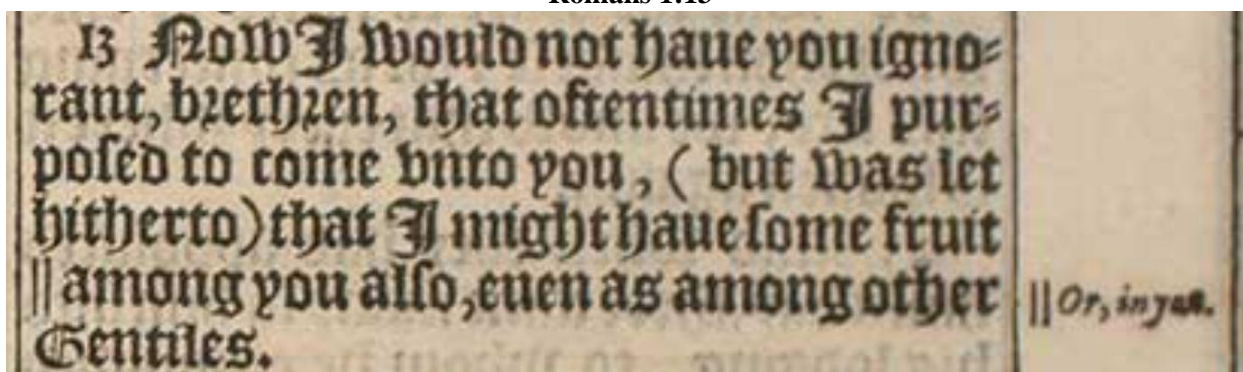 Romans 1:13
13 Now I would not haue you igno-
rant, brethren, that oftentimes I pur-
posed to come vnto you, ( but was let
hitherto) that I might haue some fruit
|| among you also, euen as among other
Gentiles.
|| Or, in you.